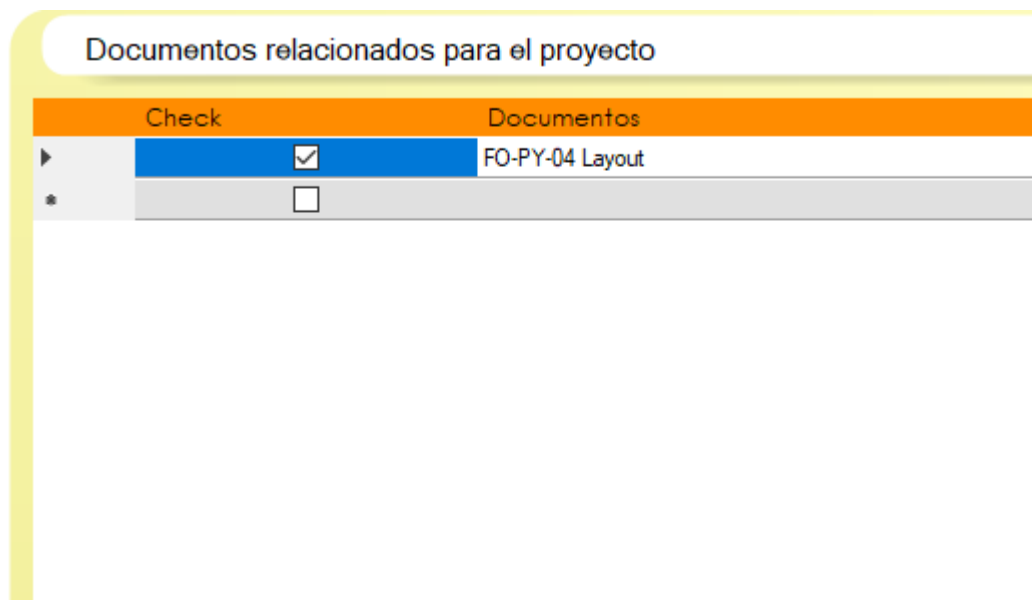 Documentos relacionados para el proyecto
Check Documentos
FO-PY-04 Layout